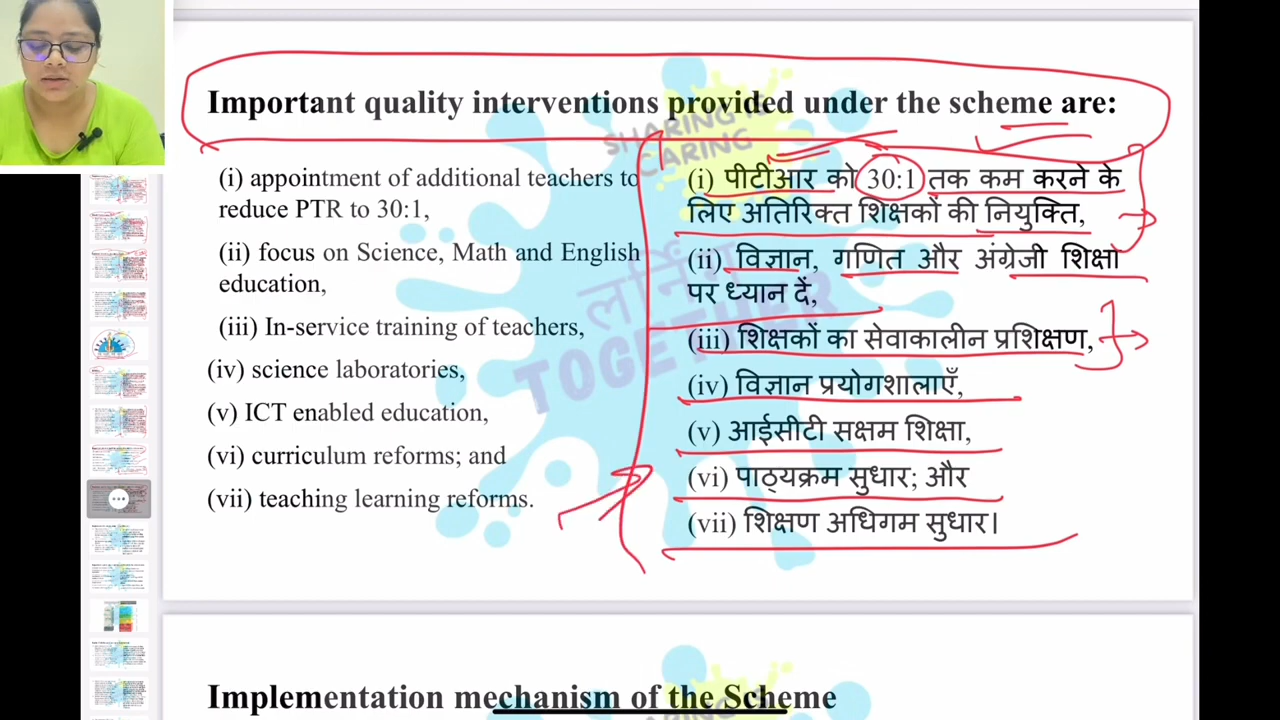 Important quality interventions provided under the scheme are:
(i) appointment of additional teachers to
reduce PTR to 30:1,
(ii) focus on Science, Math and English
education,
(iii) In-service training of teachers,
(iv) science laboratories,
(v) ICT enabled education,
(vi) curriculum reforms; and
(vii) teaching learning reforms.
(i) पीटीआर को 30:1 तक कम करने के
लिए अतिरिक्त शिक्षकों की नियुक्ति,
(ii) विज्ञान, गणित और अंग्रेजी शिक्षा
पर ध्यान दें,
(iii) शिक्षकों का सेवाकालीन प्रशिक्षण,
(iv) विज्ञान प्रयोगशालाएँ,
(v) आईसीटी सक्षम शिक्षा,
(vi) पाठ्यक्रम सुधार; और
(vii) शिक्षण अधिगम सुधार।
SHARING
CARING
लर्निंग
TOGE
Implementation mechanism of the Scheme